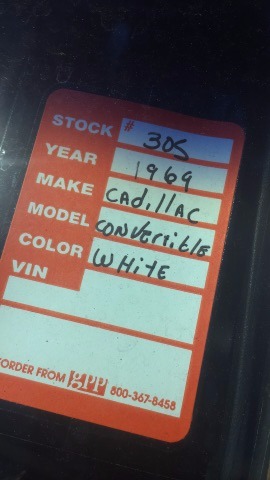 STOCK # 305
YEAR 1969
MAKE CAdillAC
MODEL CONVERTIBLE
COLOR WHITE
VIN
ORDER FROM gpp 800-367-8458